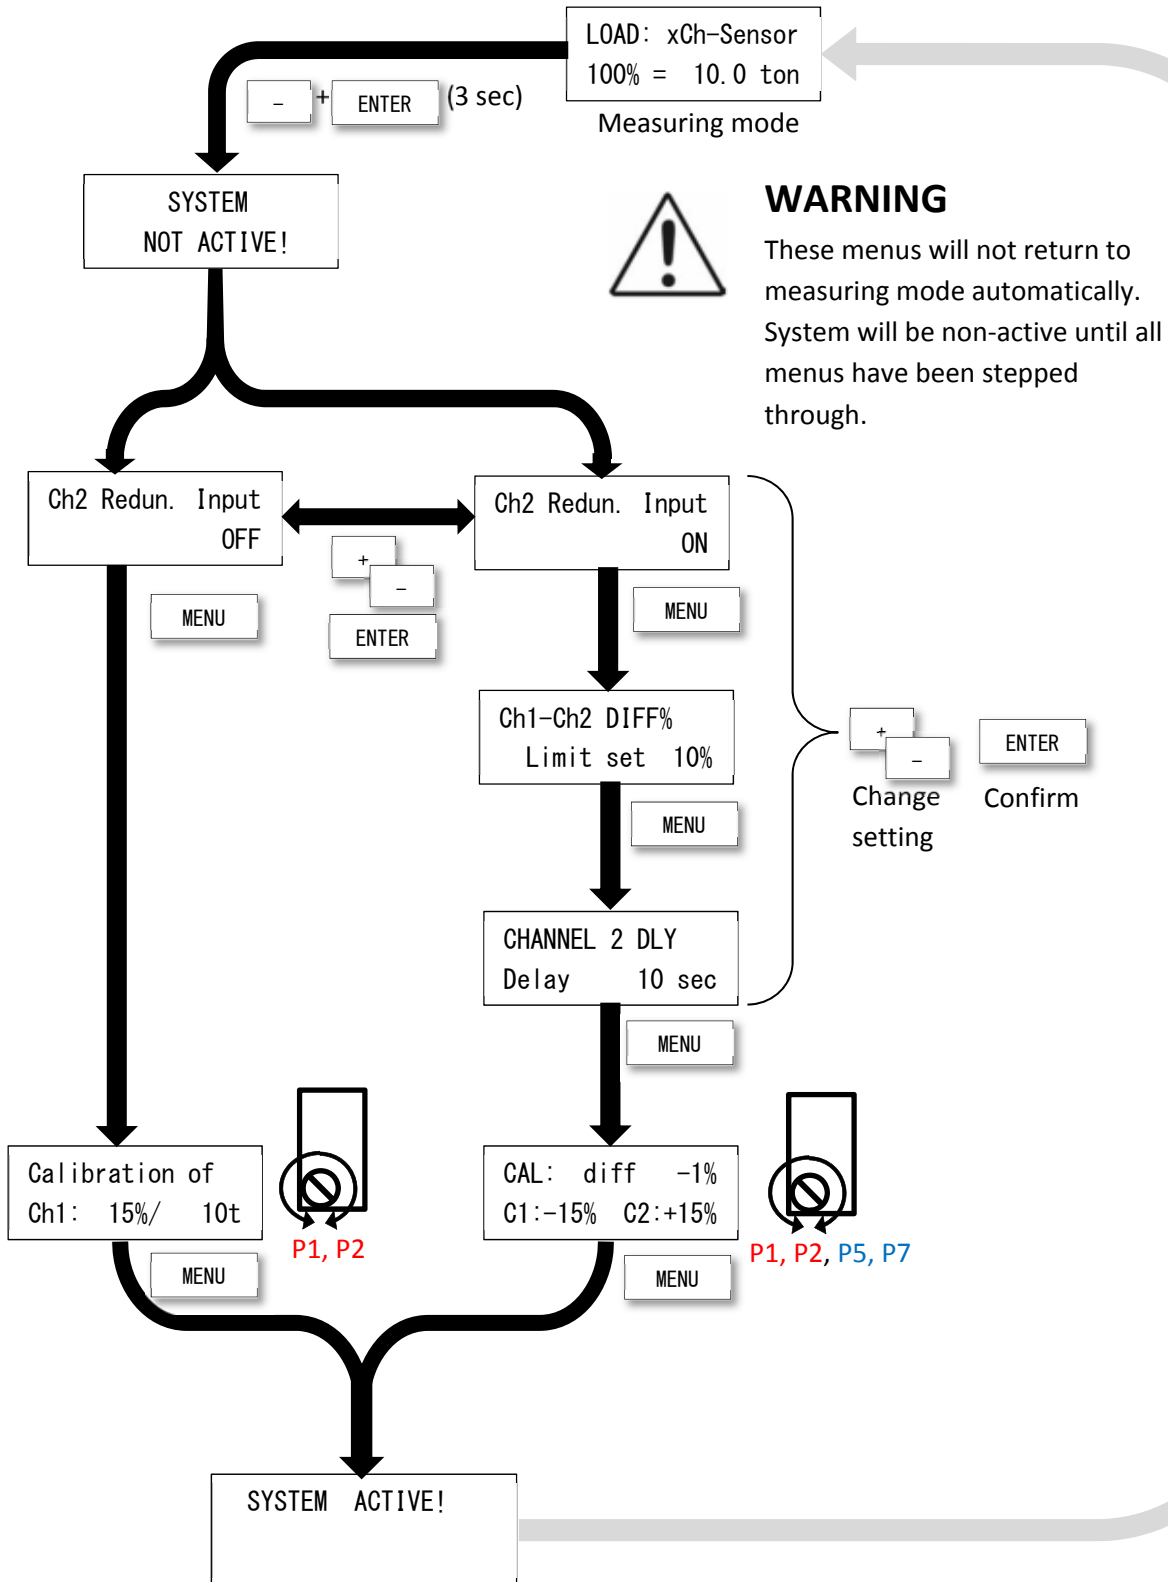 LOAD: xCh-Sensor
100% = 10.0 ton
Measuring mode
- + ENTER (3 sec)
SYSTEM
NOT ACTIVE!
WARNING
These menus will not return to
measuring mode automatically.
System will be non-active until all
menus have been stepped
through.
Ch2 Redun. Input
OFF
+
-
ENTER
Ch2 Redun. Input
ON
MENU
MENU
Ch1-Ch2 DIFF%
Limit set 10%
+
-
ENTER
Change
setting
Confirm
MENU
CHANNEL 2 DLY
Delay 10 sec
MENU
Calibration of
Ch1: 15%/ 10t
P1, P2
MENU
CAL: diff -1%
C1:-15% C2:+15%
P1, P2, P5, P7
MENU
SYSTEM ACTIVE!